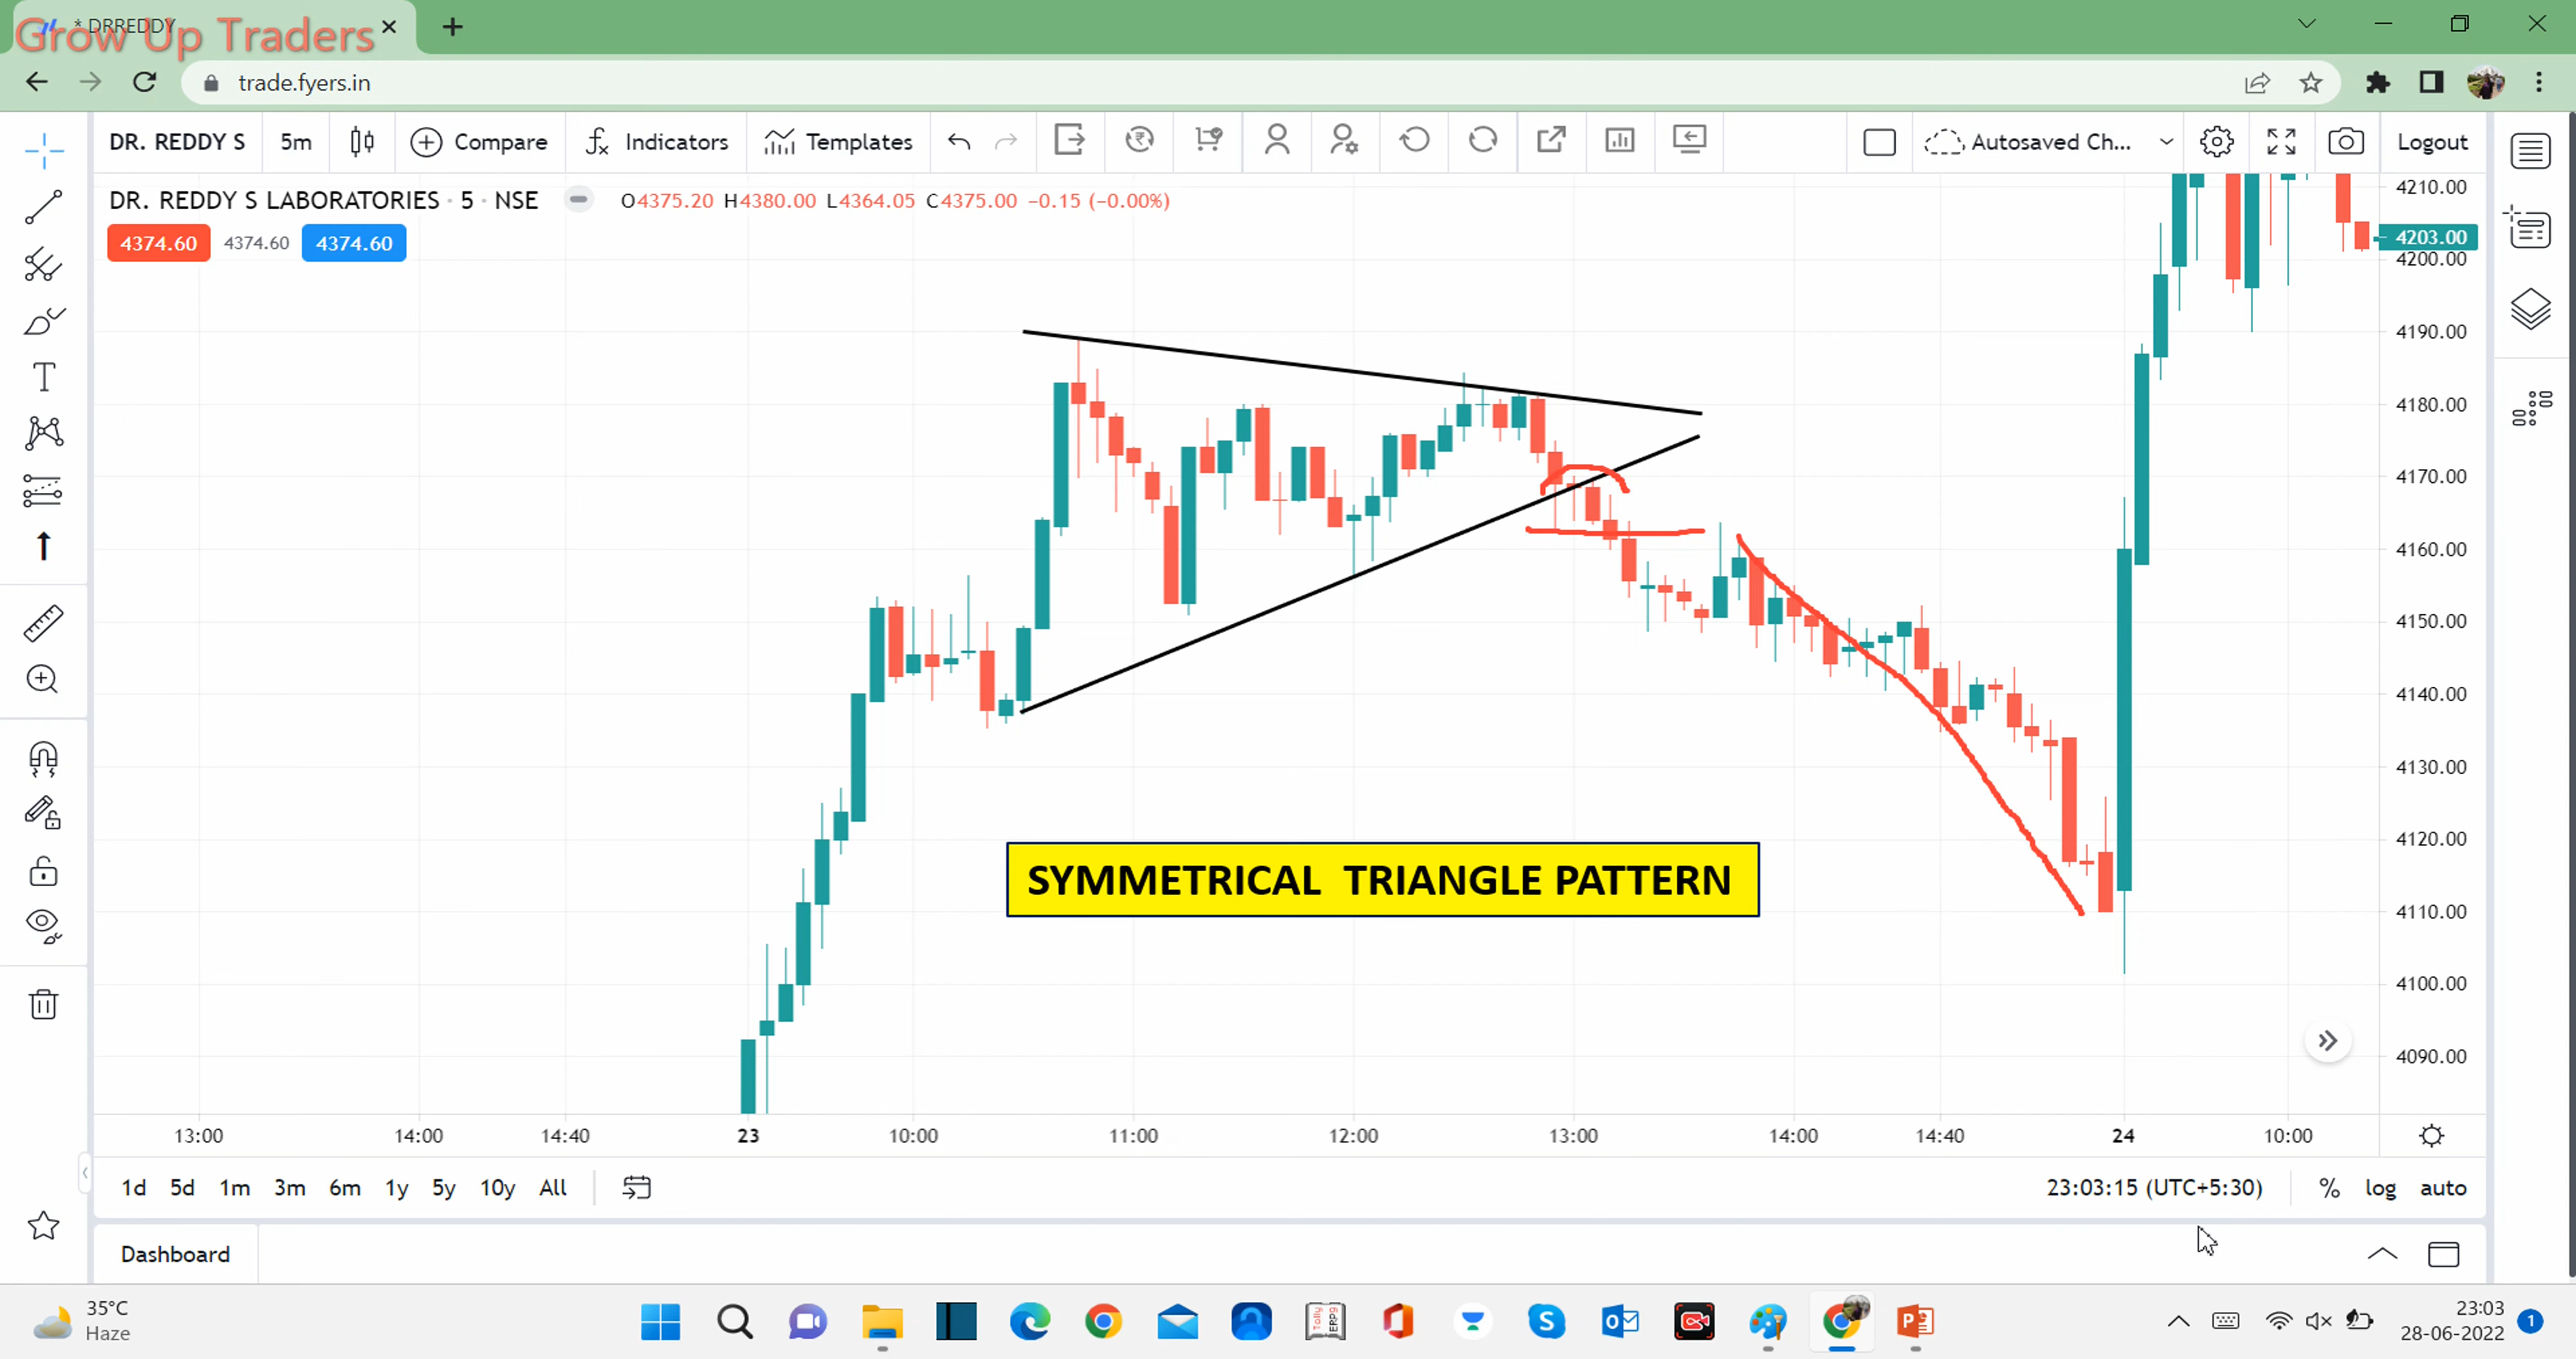 * DRREDDY
Grow Up Traders
trade.fyers.in
DR. REDDY S 5m Compare Indicators Templates Autosaved Ch... Logout
DR. REDDY S LABORATORIES · 5 · NSE O4375.20 H4380.00 L4364.05 C4375.00 −0.15 (−0.00%)
4374.60 4374.60 4374.60
4210.00
4203.00
4200.00
4190.00
4180.00
4170.00
4160.00
4150.00
4140.00
4130.00
4120.00
4110.00
4100.00
4090.00
SYMMETRICAL TRIANGLE PATTERN
13:00 14:00 14:40 23 10:00 11:00 12:00 13:00 14:00 14:40 24 10:00
1d 5d 1m 3m 6m 1y 5y 10y All 23:03:15 (UTC+5:30) % log auto
Dashboard
35°C
Haze
Tally
ERP9
23:03
28-06-2022
1